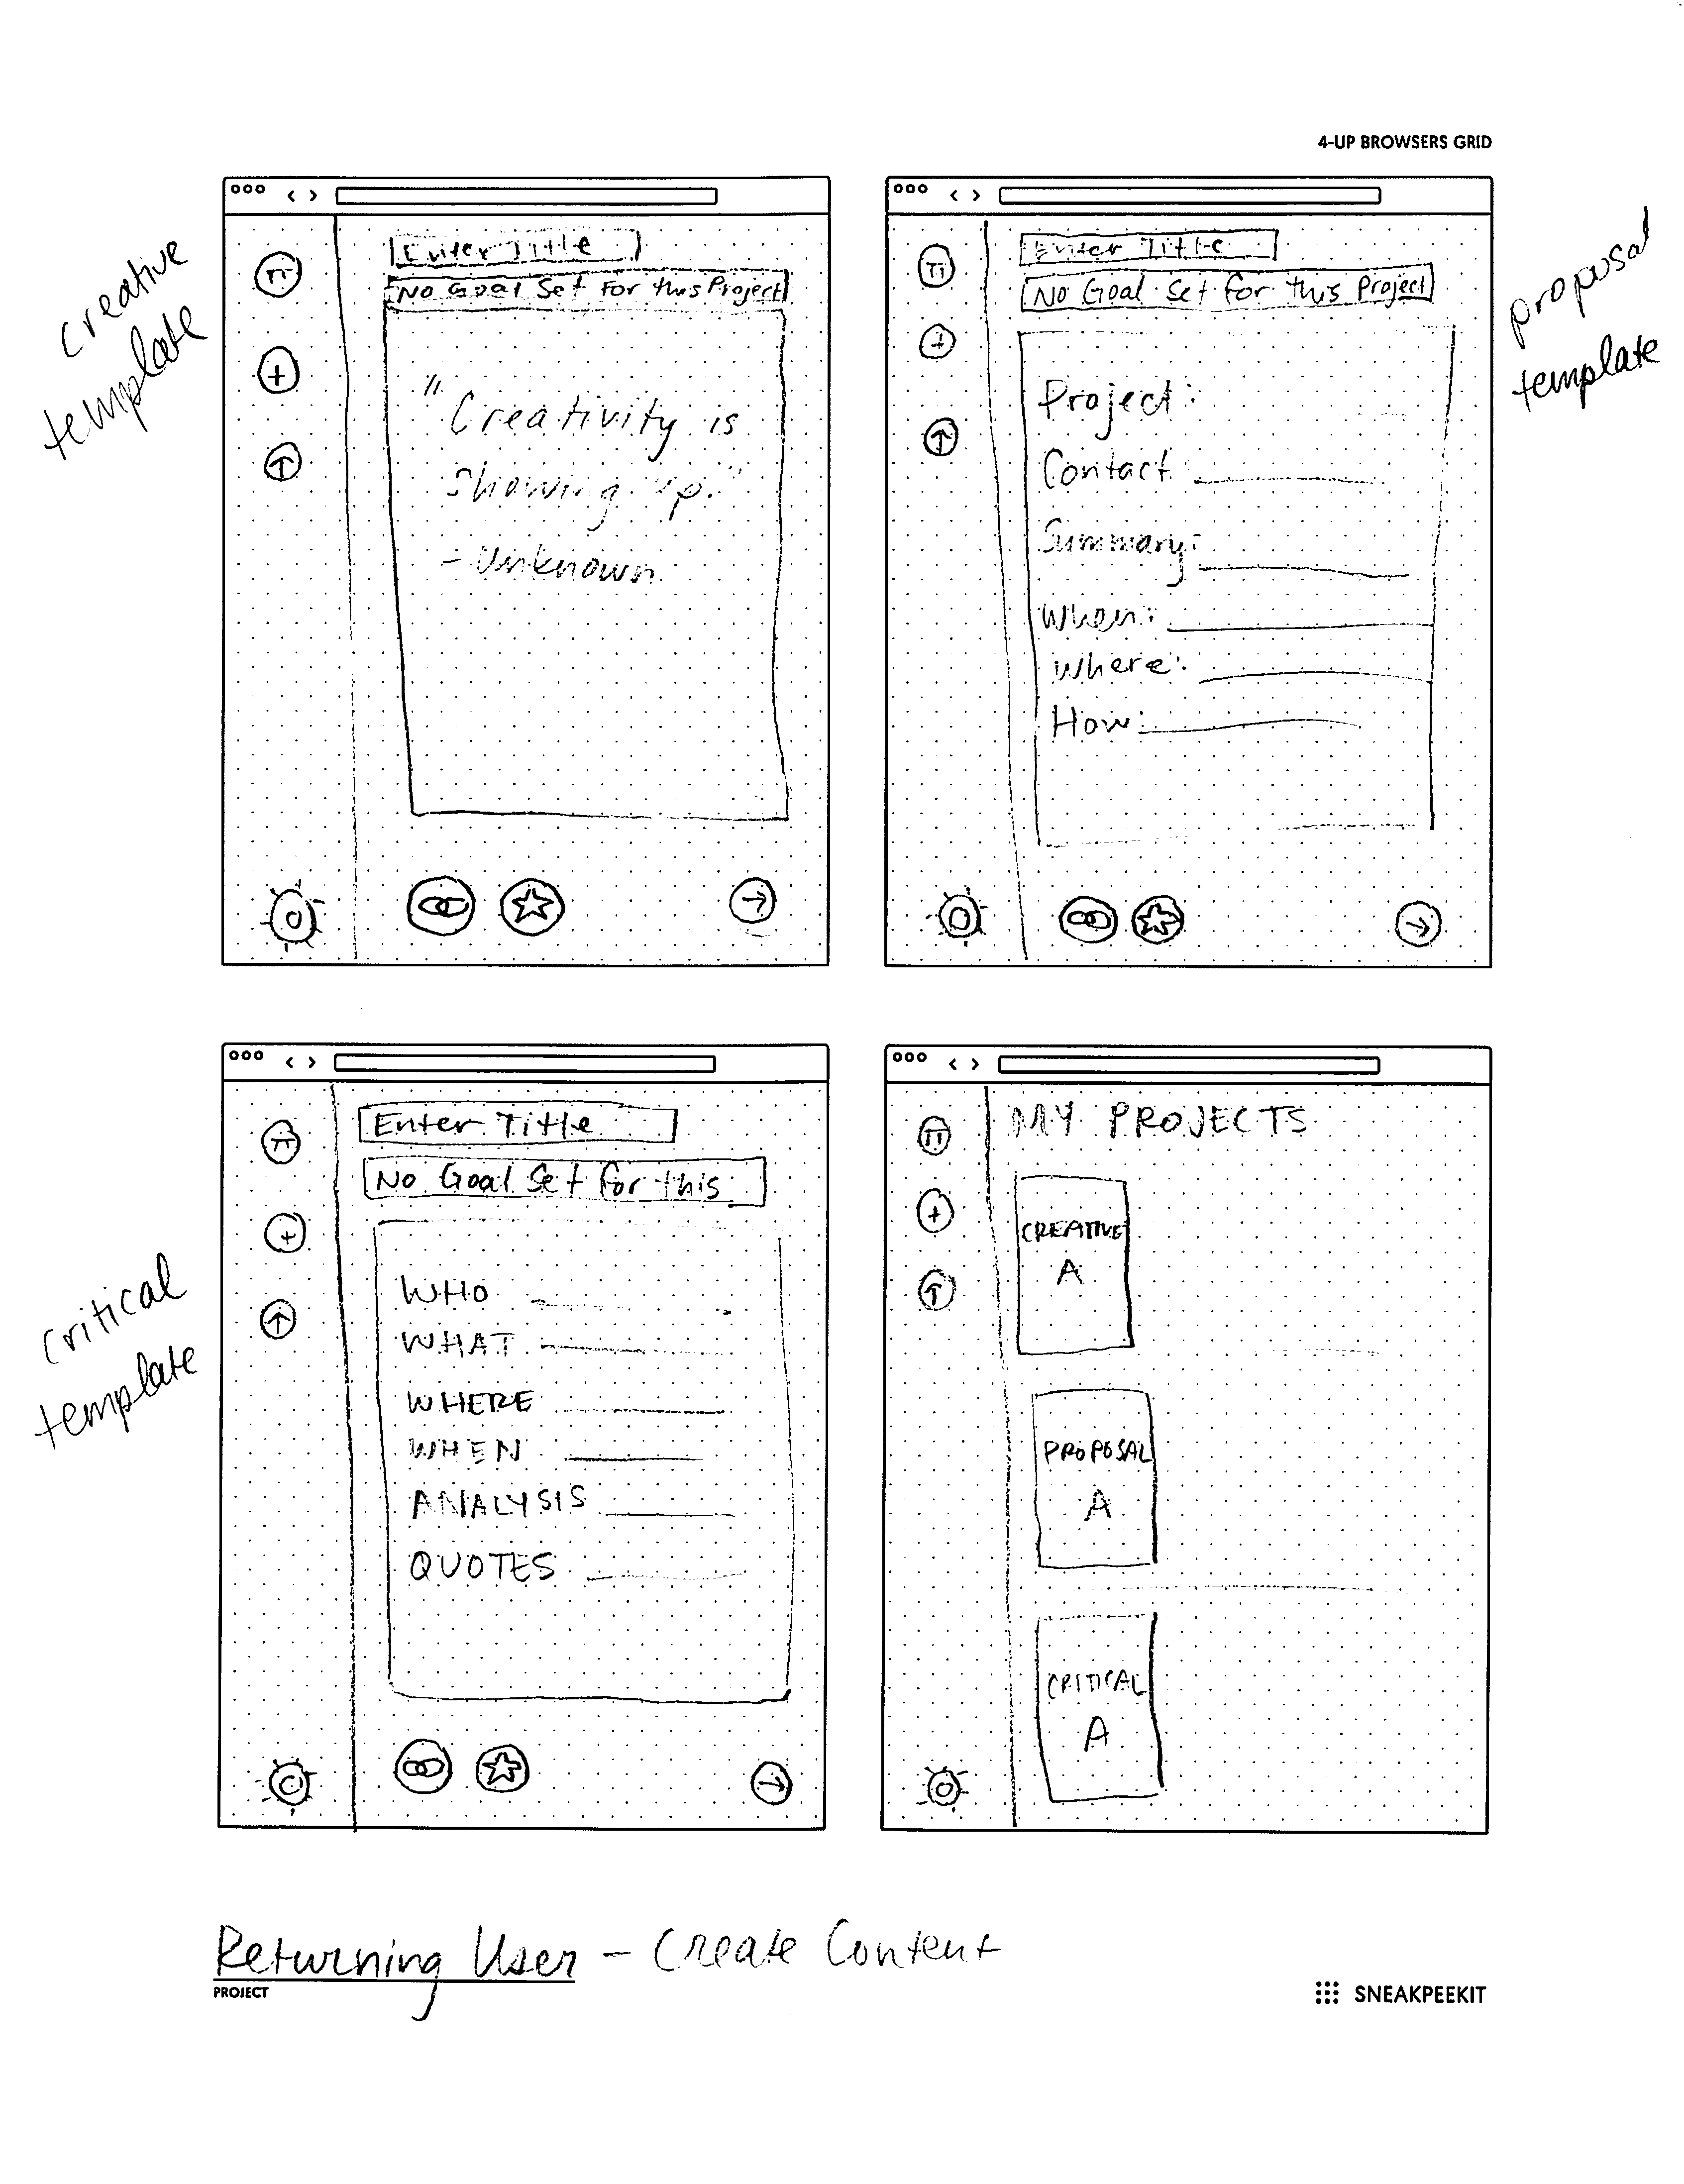 4-UP BROWSERS GRID
creative
template
Enter Title
No Goal Set For this Project
"Creativity is
showing up."
- Unknown
proposal
template
Enter Title
No Goal Set for this Project
Project:
Contact
Summary:
When:
Where:
How:
critical
template
Enter Title
No Goal Set for this
WHO
WHAT
WHERE
WHEN
ANALYSIS
QUOTES
MY PROJECTS
CREATIVE
A
PROPOSAL
A
CRITICAL
A
Returning User - Create Content
PROJECT
SNEAKPEEKIT